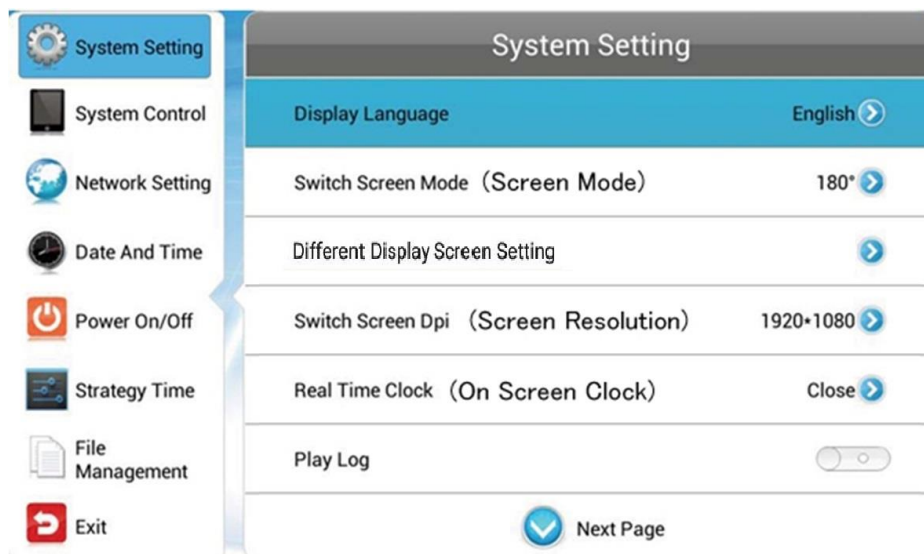 System Setting
System Control
Network Setting
Date And Time
Power On/Off
Strategy Time
File
Management
Exit
System Setting
Display Language English
Switch Screen Mode (Screen Mode) 180°
Different Display Screen Setting
Switch Screen Dpi (Screen Resolution) 1920*1080
Real Time Clock (On Screen Clock) Close
Play Log
Next Page